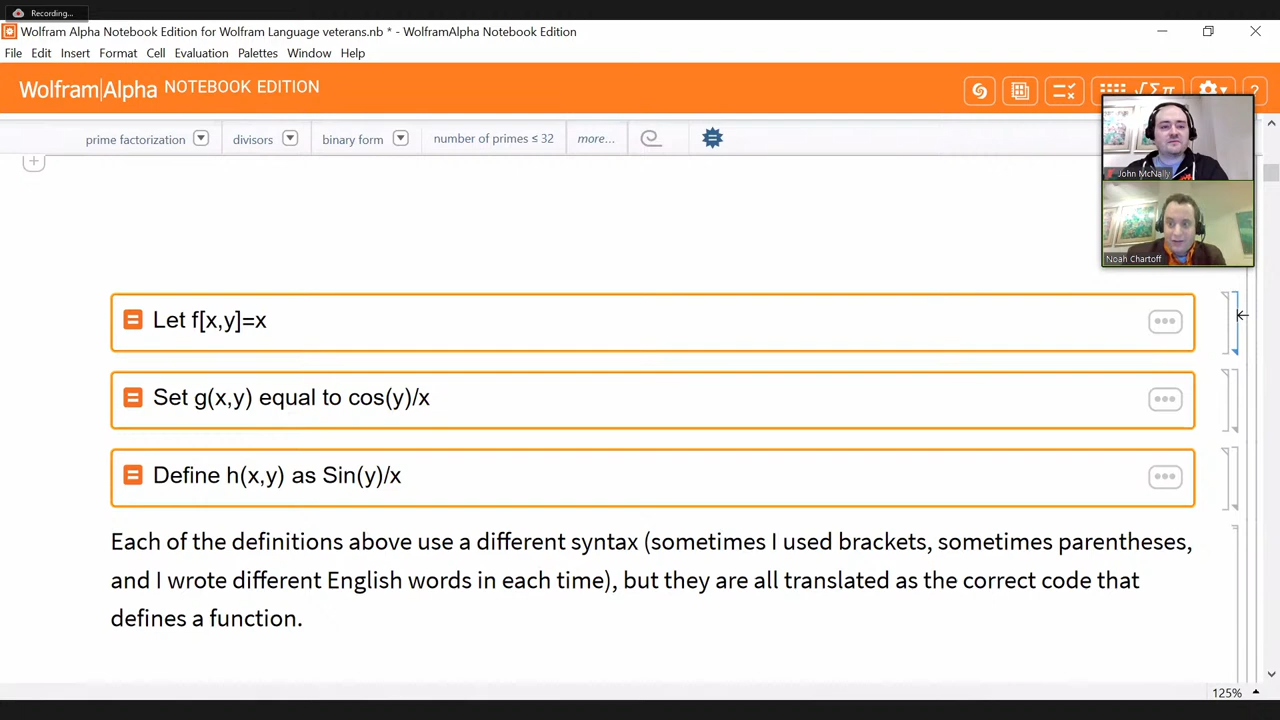 Recording...
Wolfram Alpha Notebook Edition for Wolfram Language veterans.nb * - WolframAlpha Notebook Edition
File Edit Insert Format Cell Evaluation Palettes Window Help
Wolfram|Alpha NOTEBOOK EDITION
√Σπ ?
prime factorization divisors binary form number of primes ≤ 32 more...
John McNally
Noah Chartoff
Let f[x,y]=x
Set g(x,y) equal to cos(y)/x
Define h(x,y) as Sin(y)/x
Each of the definitions above use a different syntax (sometimes I used brackets, sometimes parentheses,
and I wrote different English words in each time), but they are all translated as the correct code that
defines a function.
125%